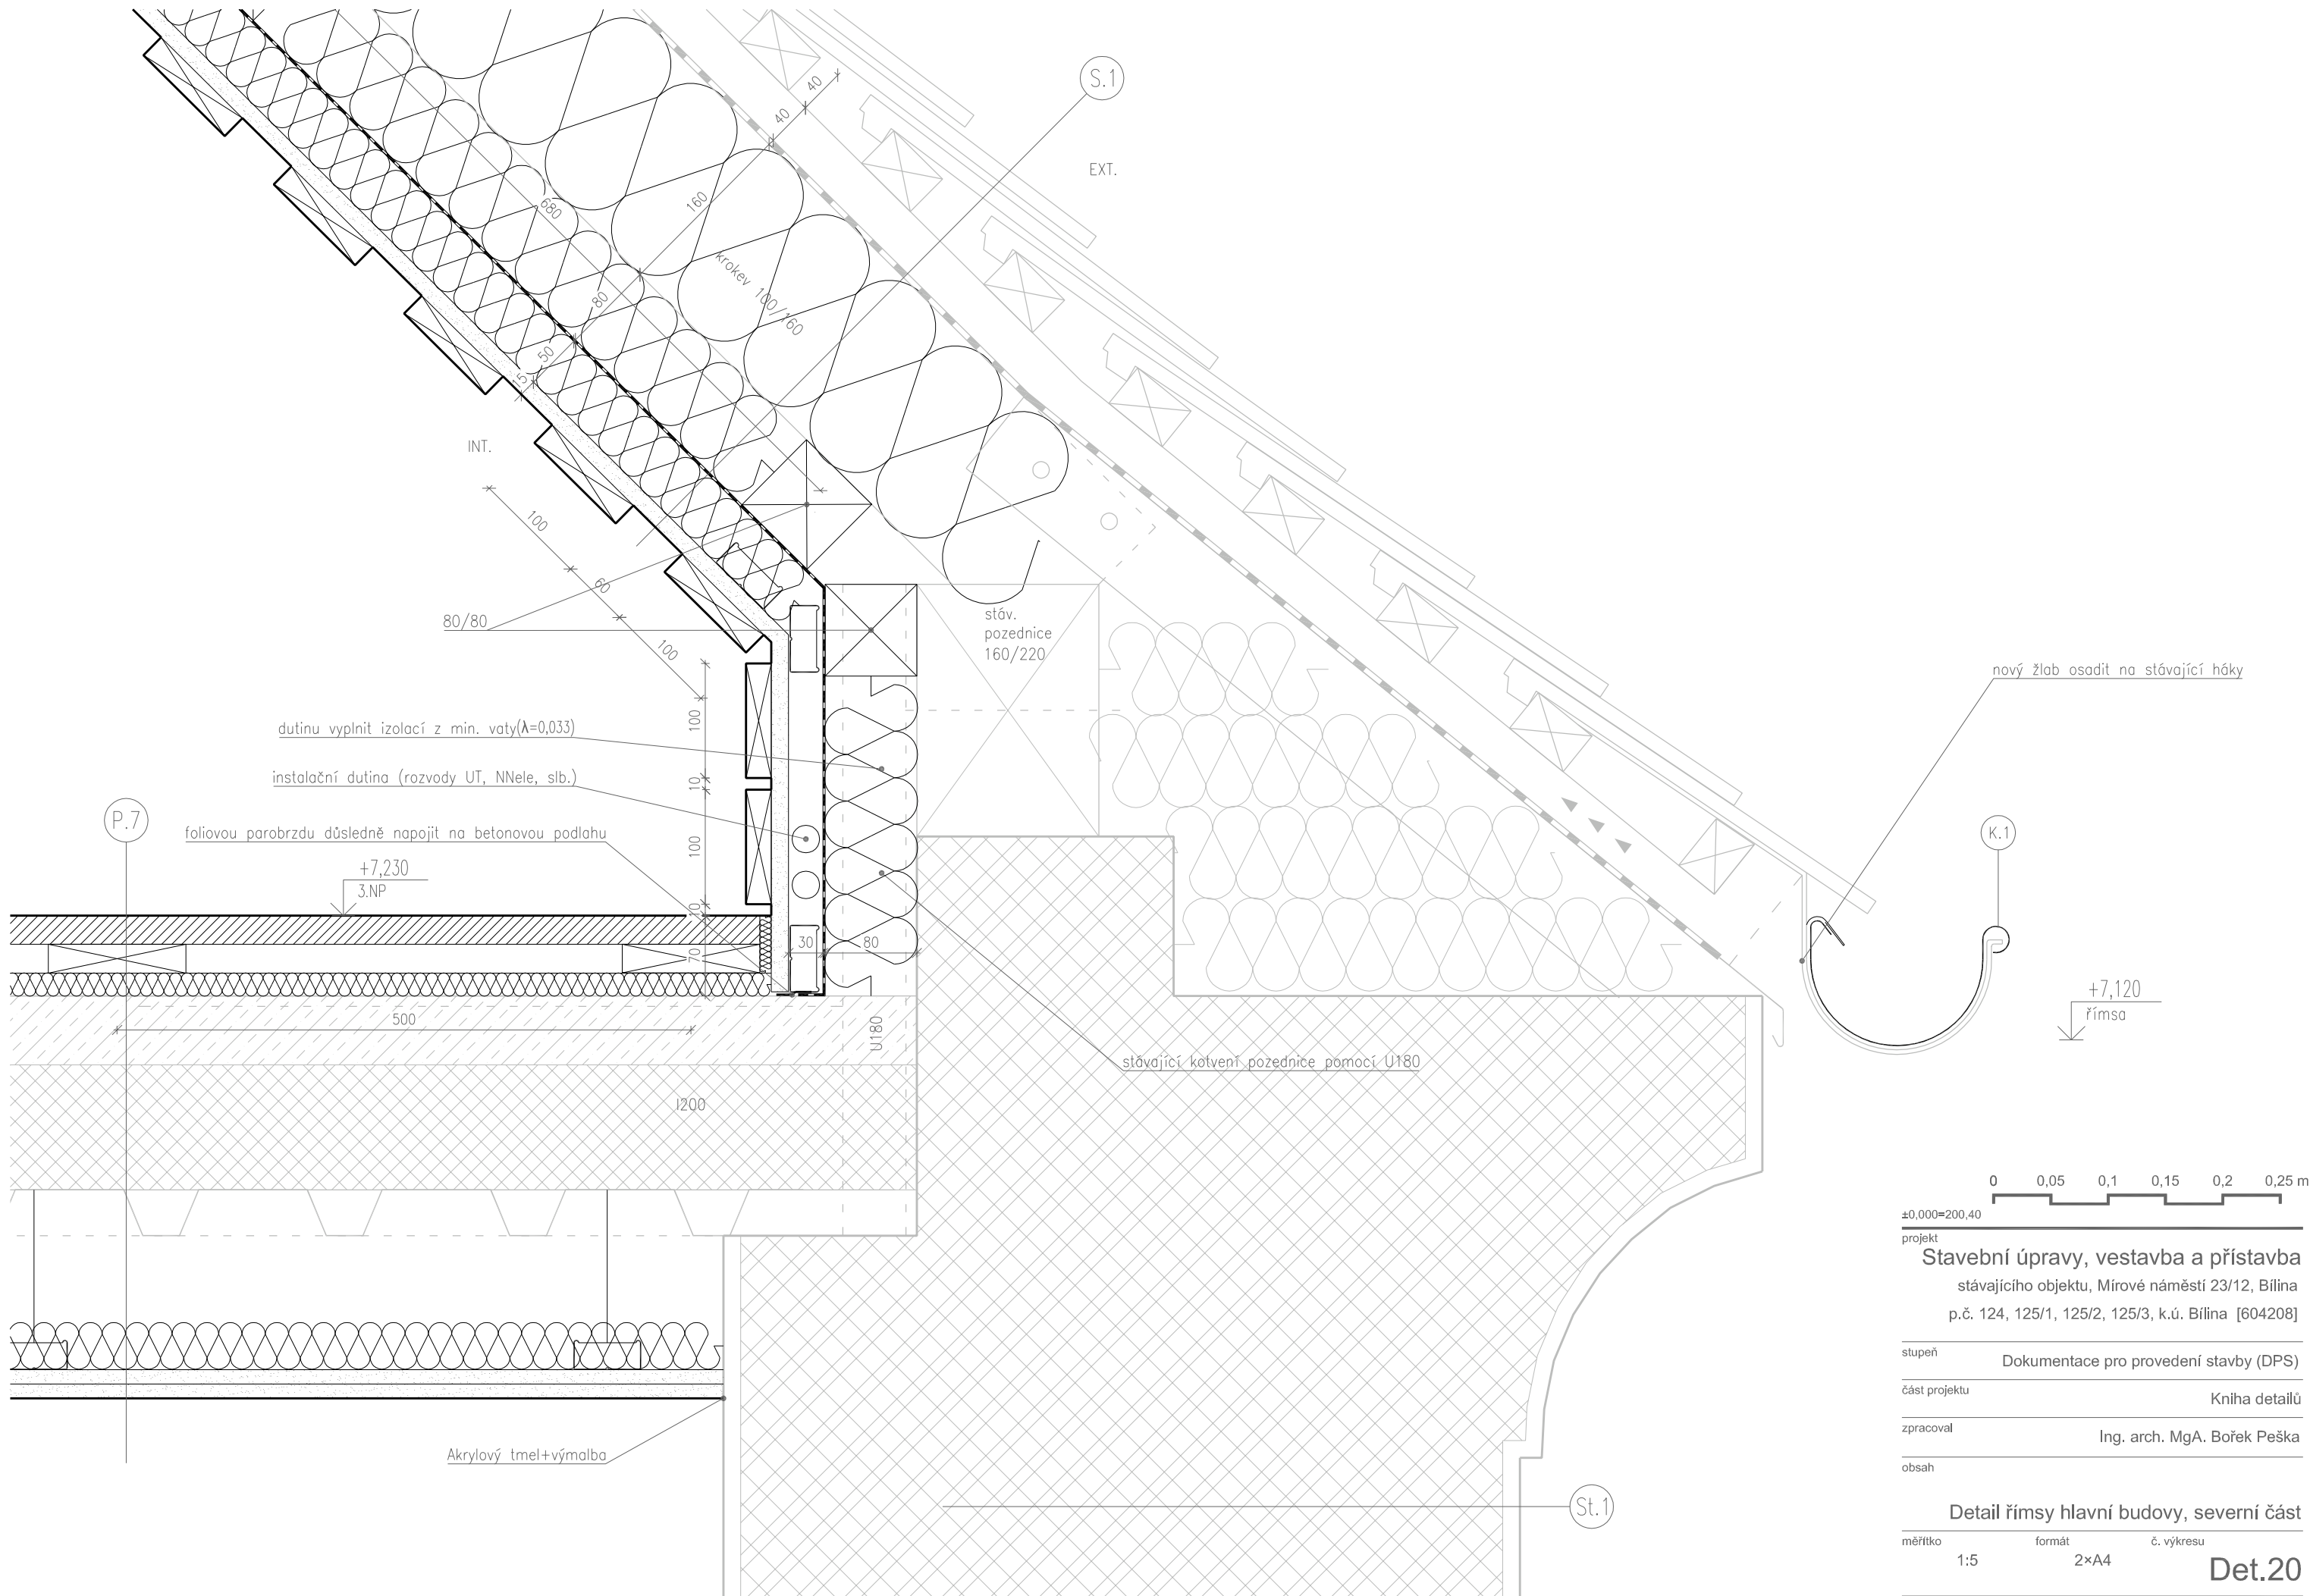 S.1
EXT.
40
40
160
680
80
50
15
krokev 100/160
INT.
100
60
100
80/80
stáv.
pozednice
160/220
nový žlab osadit na stávající háky
dutinu vyplnit izolací z min. vaty(λ=0,033)
instalační dutina (rozvody UT, NNele, slb.)
foliovou parobrzdu důsledně napojit na betonovou podlahu
P.7
+7,230
3.NP
100
10
100
10
70
30
80
K.1
+7,120
římsa
500
U180
stávající kotvení pozednice pomocí U180
I200
Akrylový tmel+výmalba
St.1
0 0,05 0,1 0,15 0,2 0,25 m
±0,000=200,40
projekt
Stavební úpravy, vestavba a přístavba
stávajícího objektu, Mírové náměstí 23/12, Bílina
p.č. 124, 125/1, 125/2, 125/3, k.ú. Bílina [604208]
stupeň
Dokumentace pro provedení stavby (DPS)
část projektu
Kniha detailů
zpracoval
Ing. arch. MgA. Bořek Peška
obsah
Detail římsy hlavní budovy, severní část
měřítko formát č. výkresu
1:5 2×A4 Det.20